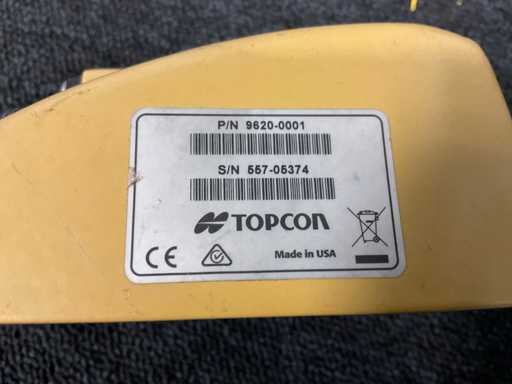 P/N 9620-0001
S/N 557-05374
TOPCON
CE
Made in USA